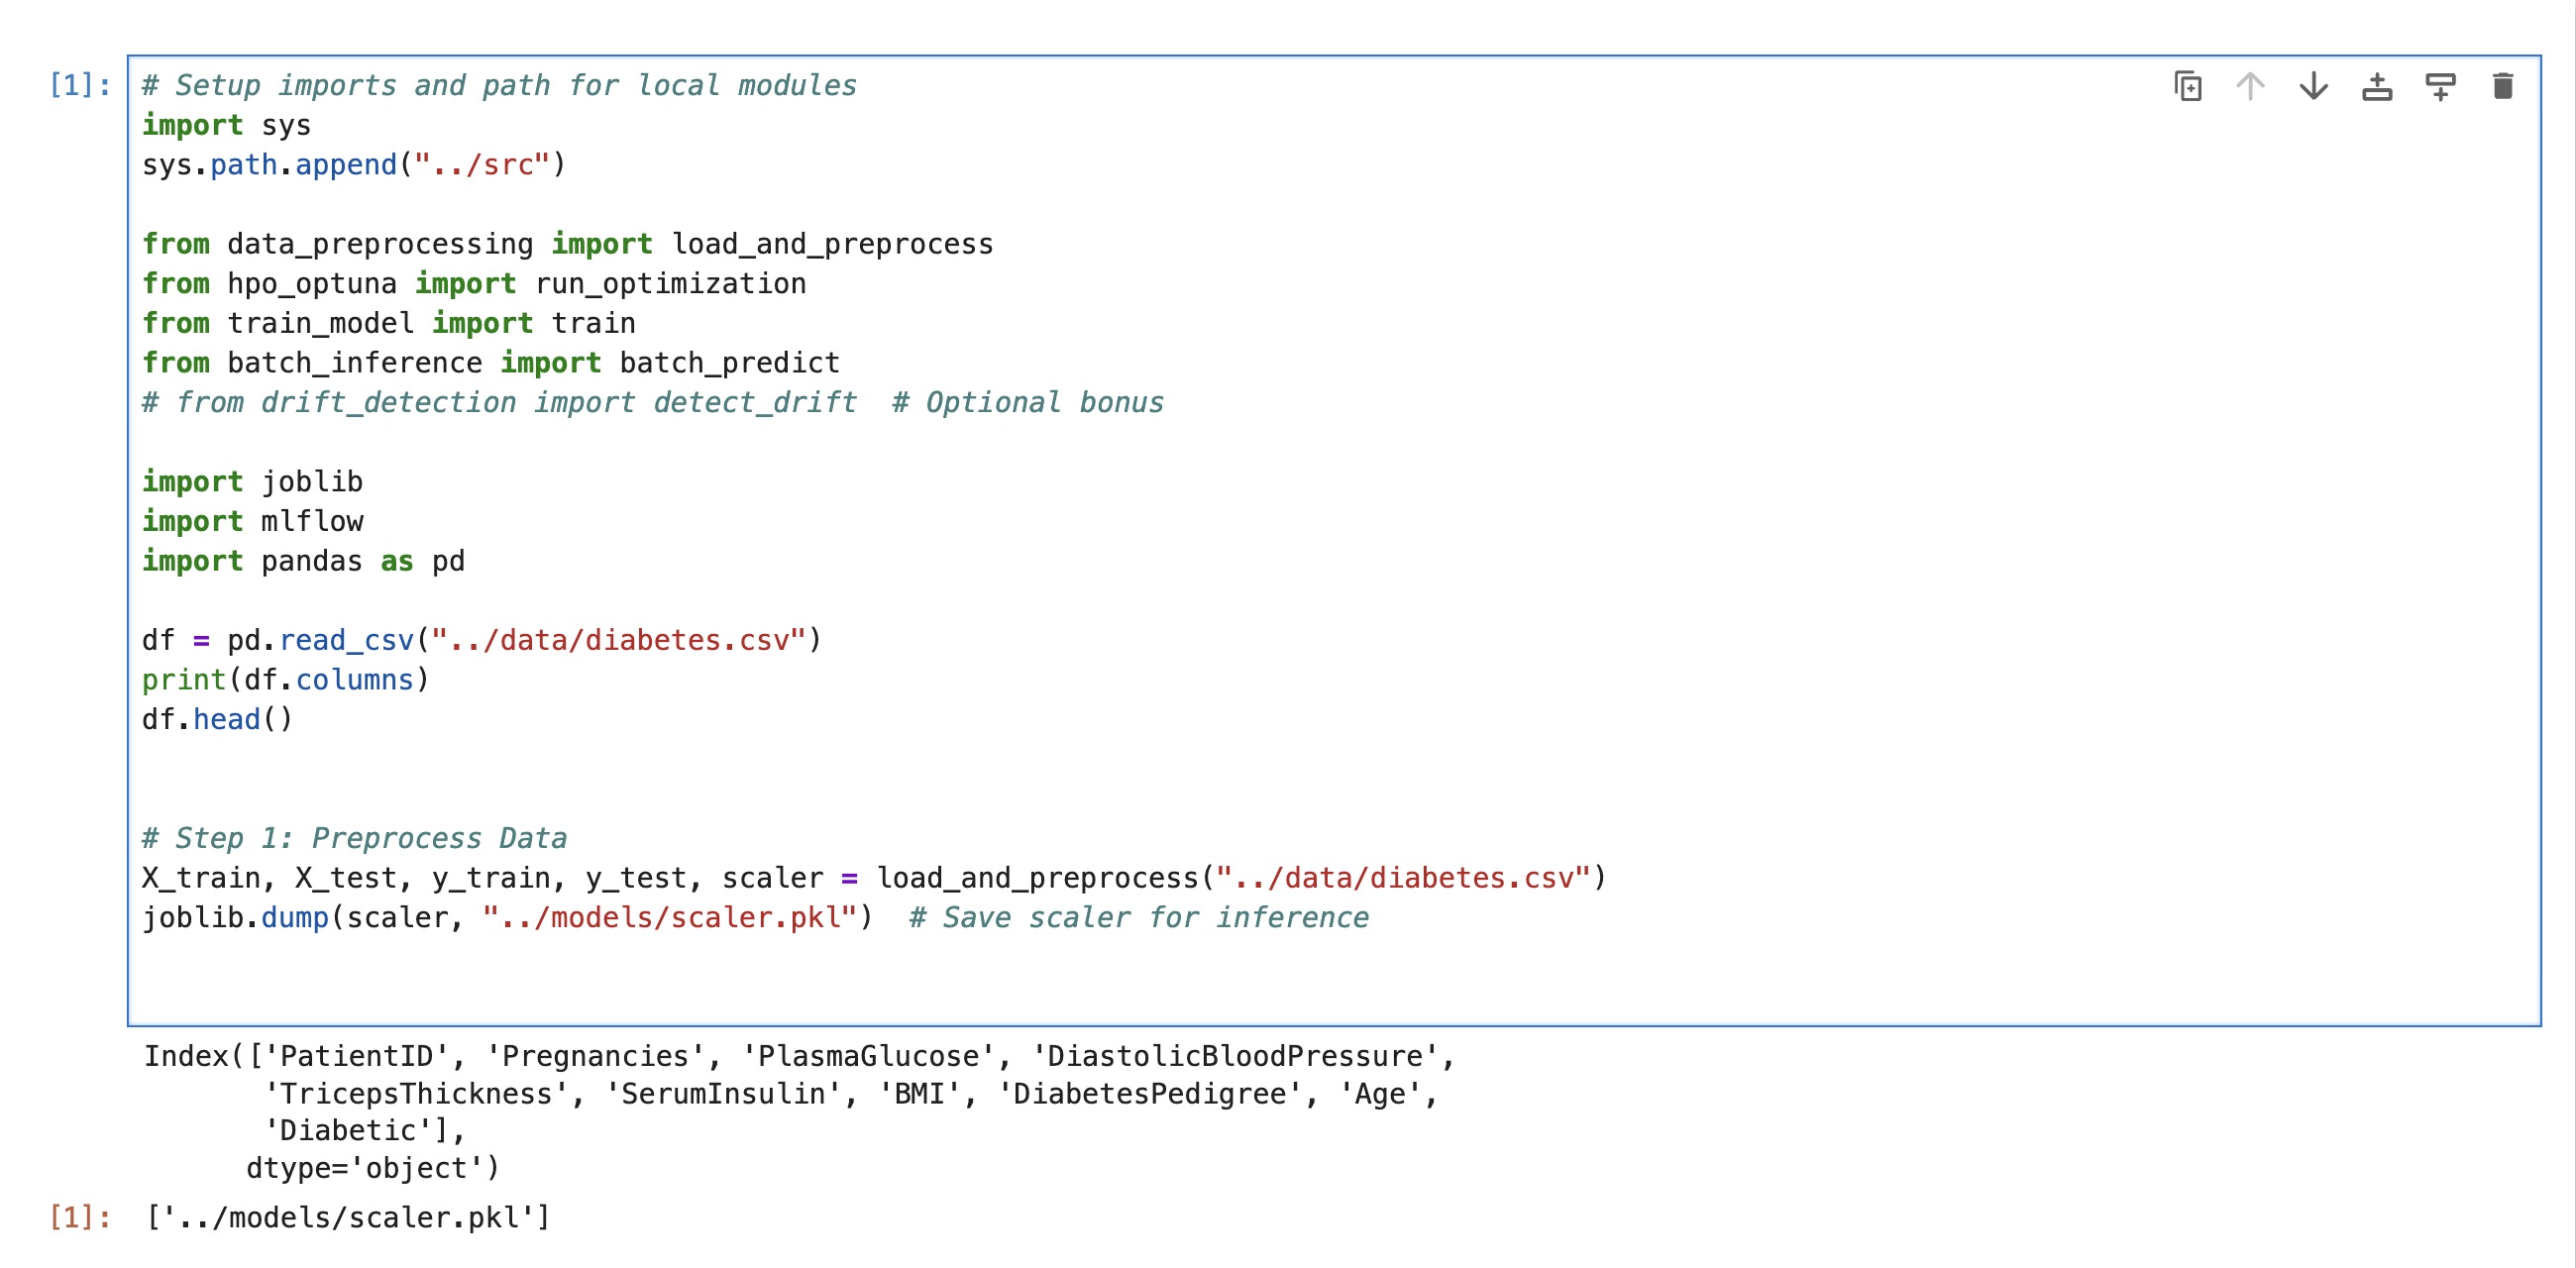 [1]:
# Setup imports and path for local modules
import sys
sys.path.append("../src")
from data_preprocessing import load_and_preprocess
from hpo_optuna import run_optimization
from train_model import train
from batch_inference import batch_predict
# from drift_detection import detect_drift  # Optional bonus
import joblib
import mlflow
import pandas as pd
df = pd.read_csv("../data/diabetes.csv")
print(df.columns)
df.head()
# Step 1: Preprocess Data
X_train, X_test, y_train, y_test, scaler = load_and_preprocess("../data/diabetes.csv")
joblib.dump(scaler, "../models/scaler.pkl")  # Save scaler for inference
Index(['PatientID', 'Pregnancies', 'PlasmaGlucose', 'DiastolicBloodPressure',
'TricepsThickness', 'SerumInsulin', 'BMI', 'DiabetesPedigree', 'Age',
'Diabetic'],
dtype='object')
[1]: ['../models/scaler.pkl']